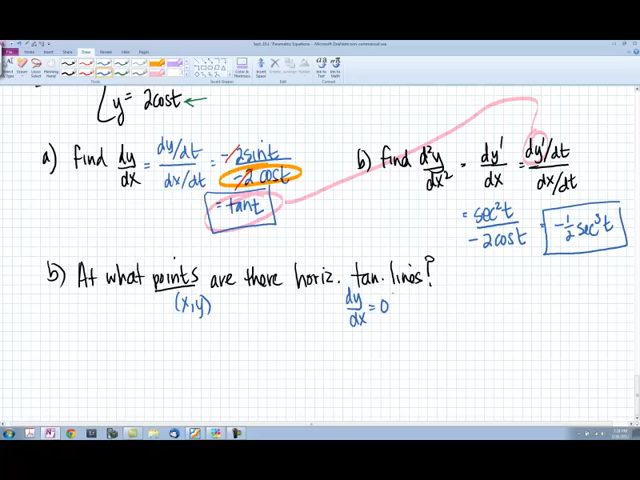 y = 2cost ←
a) Find dy/dx = dy/dt / dx/dt = -2sint / -2cost
= tant
b) Find d²y/dx² = dy'/dx = dy'/dt / dx/dt
= sec²t / -2cost = -1/2 sec³t
b) At what points are there horiz. tan. lines?
(x,y)
dy/dx = 0